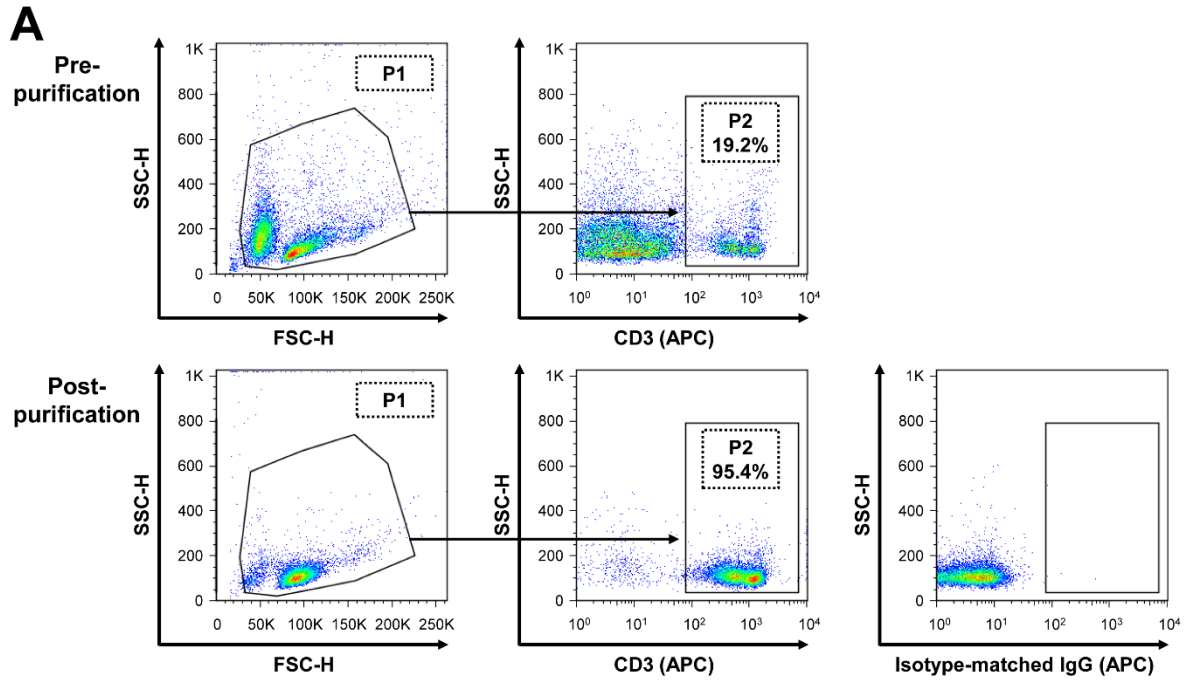 A
Pre-
purification
1K
800
600
400
200
0
SSC-H
P1
0 50K 100K 150K 200K 250K
FSC-H
1K
800
600
400
200
0
SSC-H
P2
19.2%
10⁰ 10¹ 10² 10³ 10⁴
CD3 (APC)
Post-
purification
1K
800
600
400
200
0
SSC-H
P1
0 50K 100K 150K 200K 250K
FSC-H
1K
800
600
400
200
0
SSC-H
P2
95.4%
10⁰ 10¹ 10² 10³ 10⁴
CD3 (APC)
1K
800
600
400
200
0
SSC-H
10⁰ 10¹ 10² 10³ 10⁴
Isotype-matched IgG (APC)